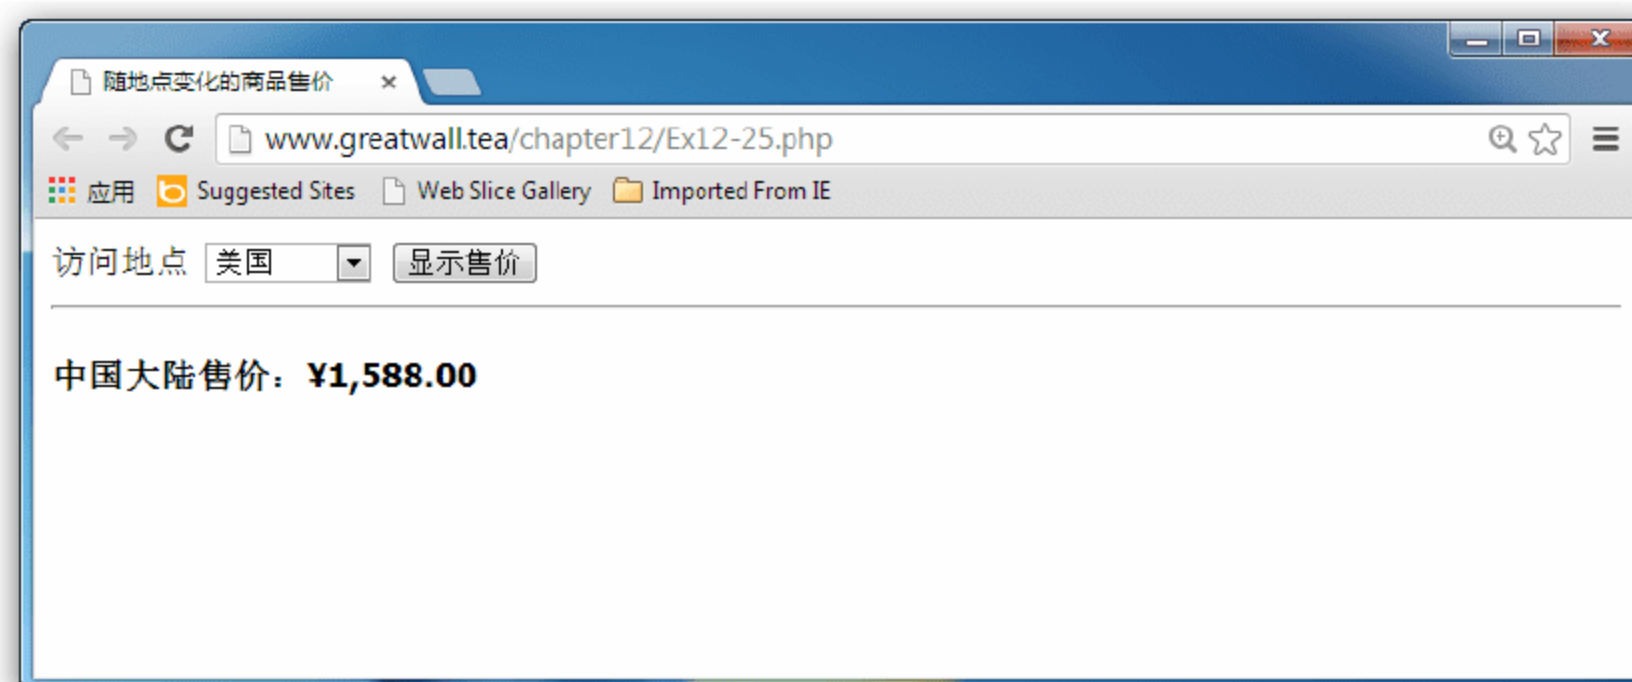 随地点变化的商品售价
www.greatwall.tea/chapter12/Ex12-25.php
应用 Suggested Sites Web Slice Gallery Imported From IE
访问地点 美国 显示售价
中国大陆售价：¥1,588.00